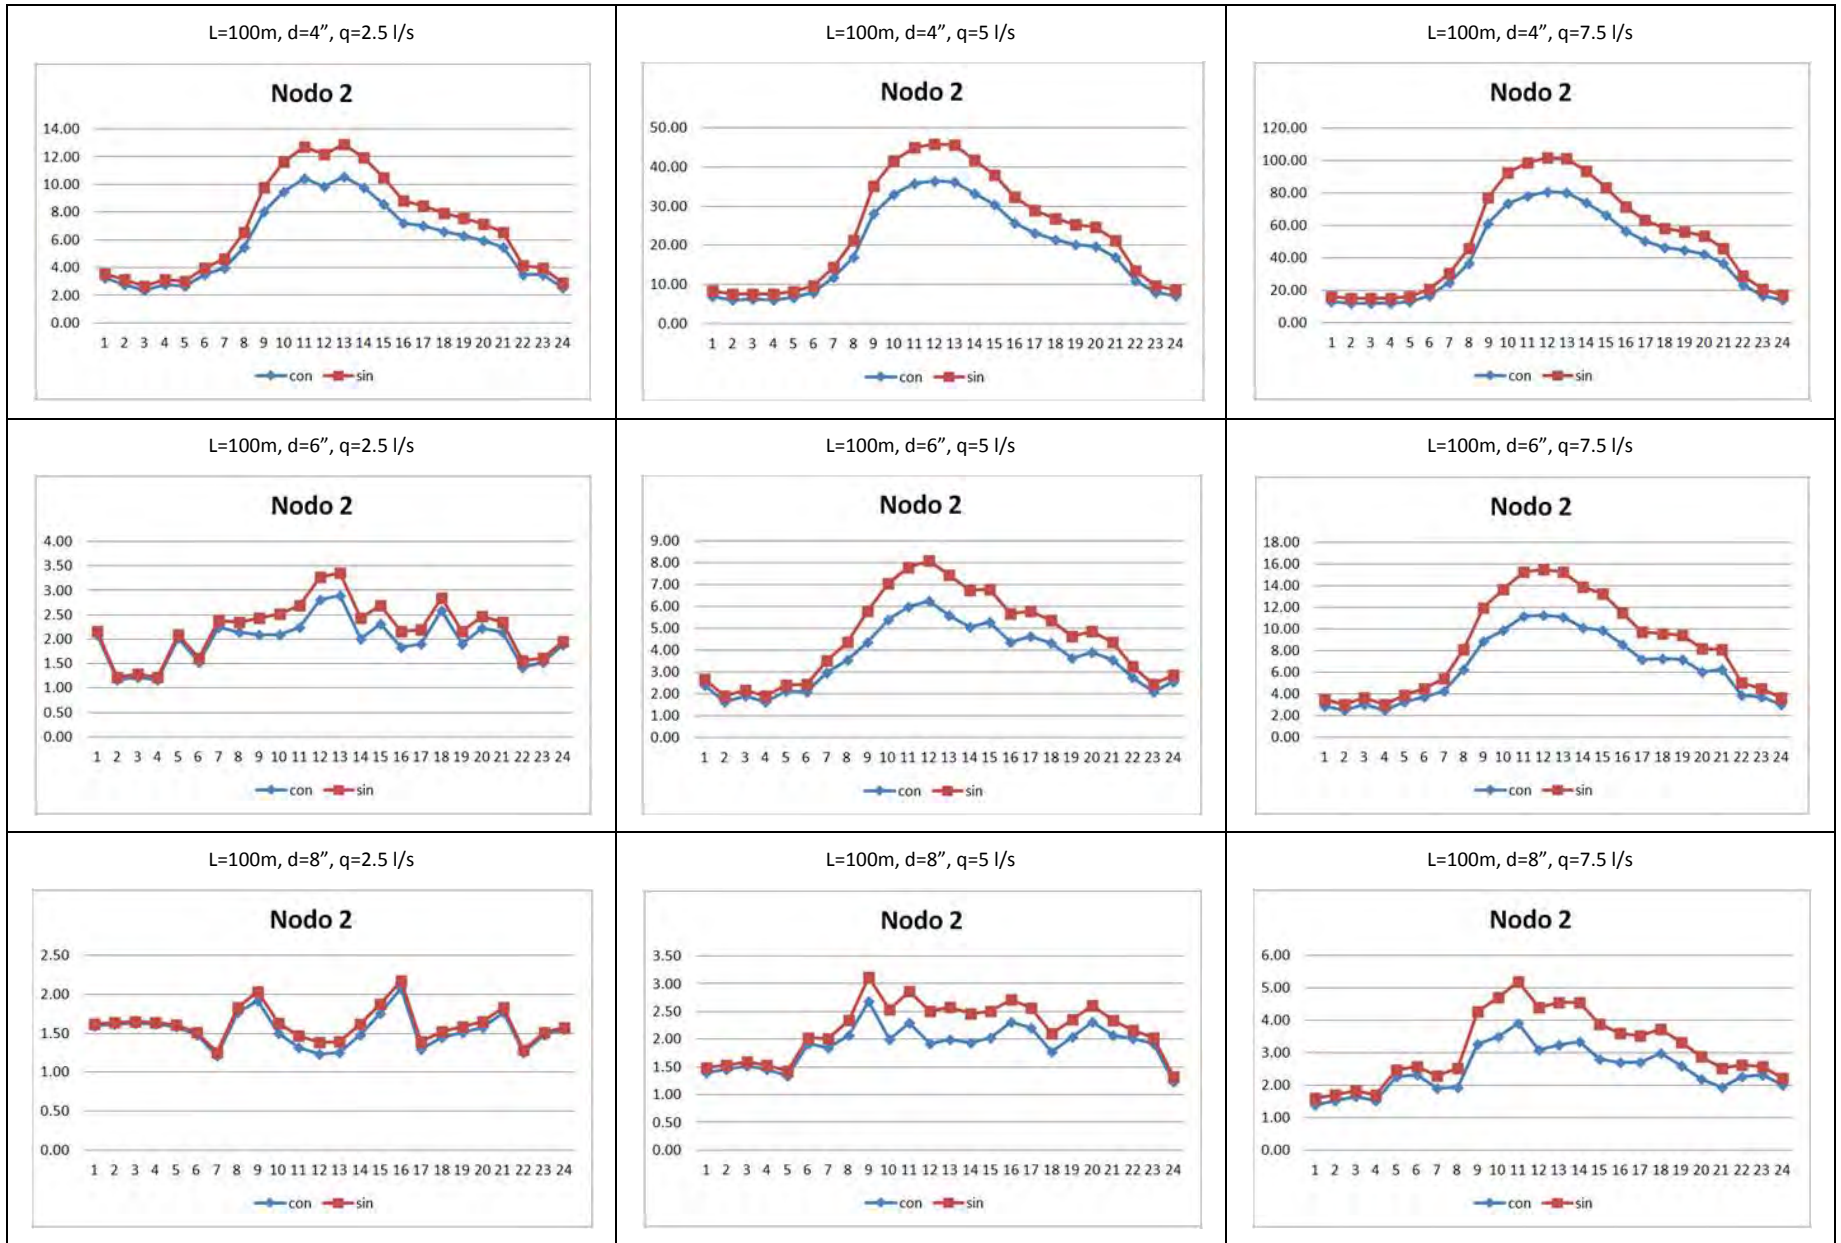 L=100m, d=4”, q=2.5 l/s
Nodo 2
14.00
12.00
10.00
8.00
6.00
4.00
2.00
0.00
1 2 3 4 5 6 7 8 9 10 11 12 13 14 15 16 17 18 19 20 21 22 23 24
con sin
L=100m, d=4”, q=5 l/s
Nodo 2
50.00
40.00
30.00
20.00
10.00
0.00
1 2 3 4 5 6 7 8 9 10 11 12 13 14 15 16 17 18 19 20 21 22 23 24
con sin
L=100m, d=4”, q=7.5 l/s
Nodo 2
120.00
100.00
80.00
60.00
40.00
20.00
0.00
1 2 3 4 5 6 7 8 9 10 11 12 13 14 15 16 17 18 19 20 21 22 23 24
con sin
L=100m, d=6”, q=2.5 l/s
Nodo 2
4.00
3.50
3.00
2.50
2.00
1.50
1.00
0.50
0.00
1 2 3 4 5 6 7 8 9 10 11 12 13 14 15 16 17 18 19 20 21 22 23 24
con sin
L=100m, d=6”, q=5 l/s
Nodo 2
9.00
8.00
7.00
6.00
5.00
4.00
3.00
2.00
1.00
0.00
1 2 3 4 5 6 7 8 9 10 11 12 13 14 15 16 17 18 19 20 21 22 23 24
con sin
L=100m, d=6”, q=7.5 l/s
Nodo 2
18.00
16.00
14.00
12.00
10.00
8.00
6.00
4.00
2.00
0.00
1 2 3 4 5 6 7 8 9 10 11 12 13 14 15 16 17 18 19 20 21 22 23 24
con sin
L=100m, d=8”, q=2.5 l/s
Nodo 2
2.50
2.00
1.50
1.00
0.50
0.00
1 2 3 4 5 6 7 8 9 10 11 12 13 14 15 16 17 18 19 20 21 22 23 24
con sin
L=100m, d=8”, q=5 l/s
Nodo 2
3.50
3.00
2.50
2.00
1.50
1.00
0.50
0.00
1 2 3 4 5 6 7 8 9 10 11 12 13 14 15 16 17 18 19 20 21 22 23 24
con sin
L=100m, d=8”, q=7.5 l/s
Nodo 2
6.00
5.00
4.00
3.00
2.00
1.00
0.00
1 2 3 4 5 6 7 8 9 10 11 12 13 14 15 16 17 18 19 20 21 22 23 24
con sin